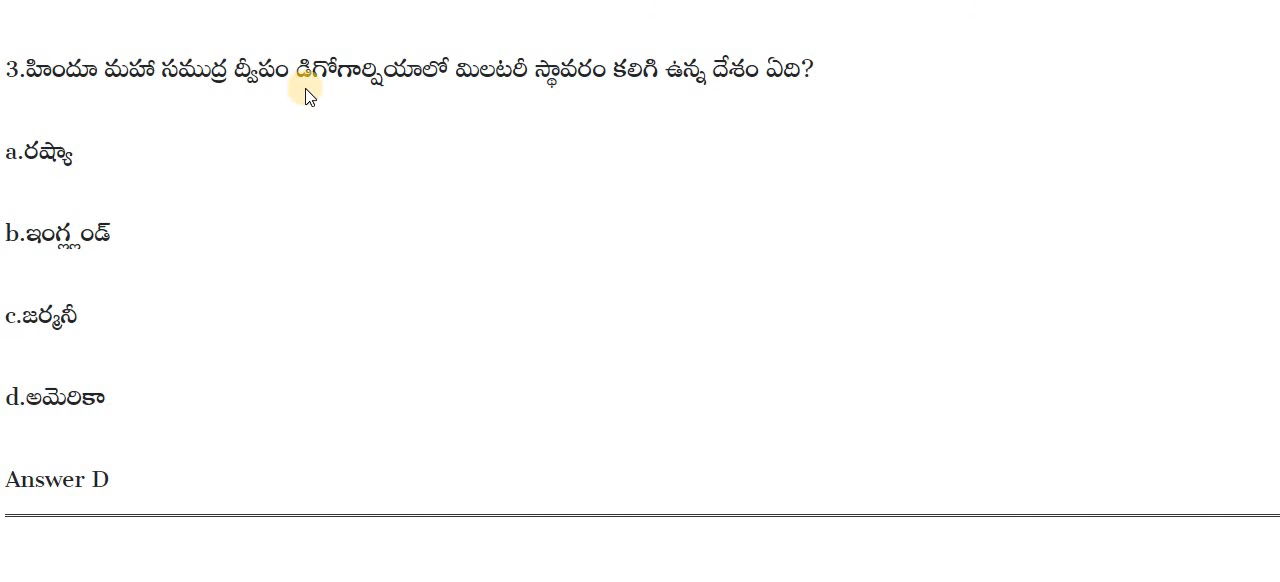 3.హిందూ మహా సముద్ర ద్వీపం డిగోగార్షియాలో మిలటరీ స్థావరం కలిగి ఉన్న దేశం ఏది?
a.రష్యా
b.ఇంగ్ల్లండ్
c.జర్మనీ
d.అమెరికా
Answer D